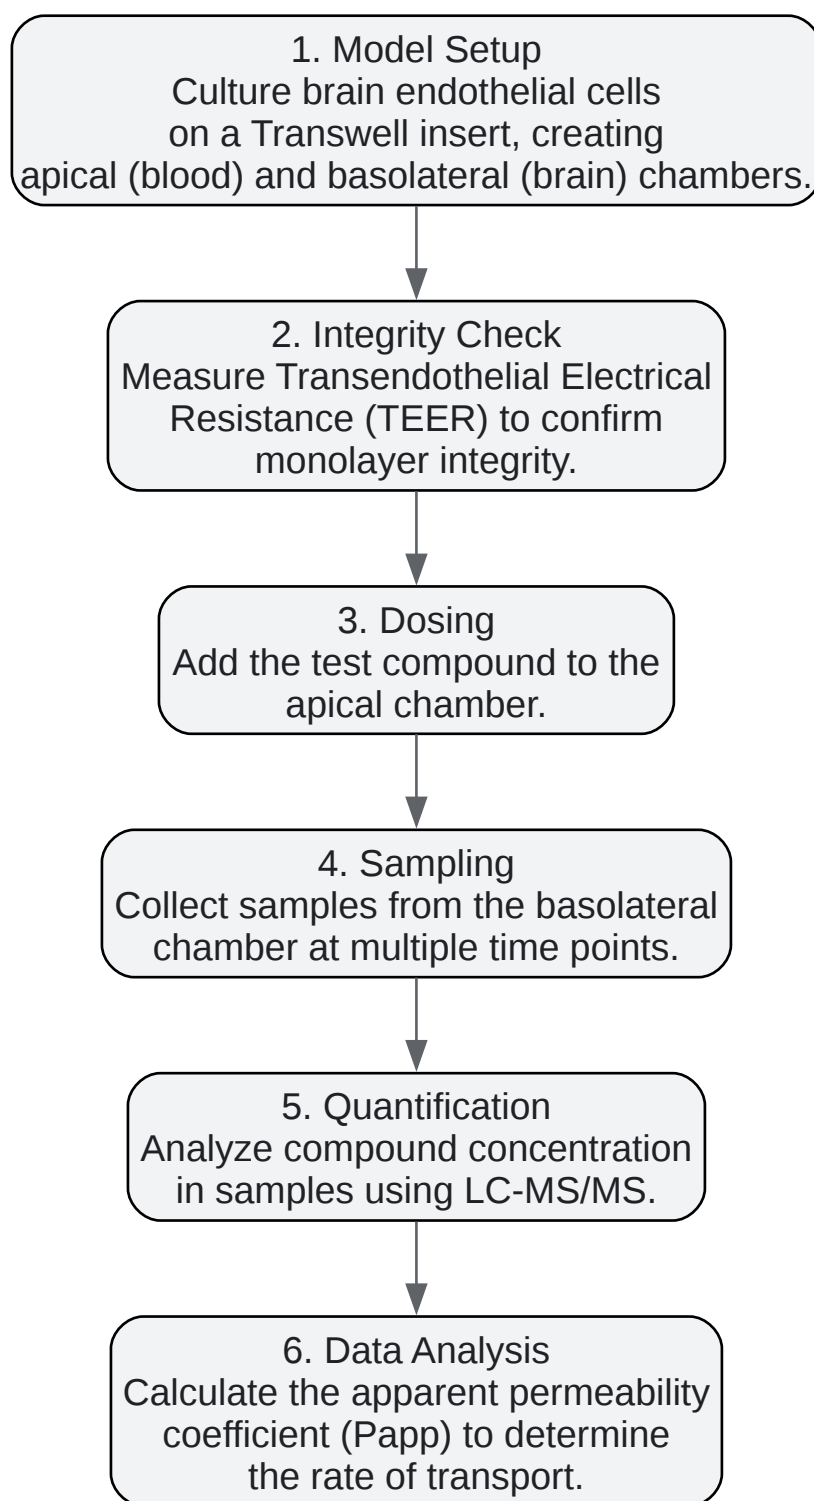 1. Model Setup
Culture brain endothelial cells
on a Transwell insert, creating
apical (blood) and basolateral (brain) chambers.
2. Integrity Check
Measure Transendothelial Electrical
Resistance (TEER) to confirm
monolayer integrity.
3. Dosing
Add the test compound to the
apical chamber.
4. Sampling
Collect samples from the basolateral
chamber at multiple time points.
5. Quantification
Analyze compound concentration
in samples using LC-MS/MS.
6. Data Analysis
Calculate the apparent permeability
coefficient (Papp) to determine
the rate of transport.